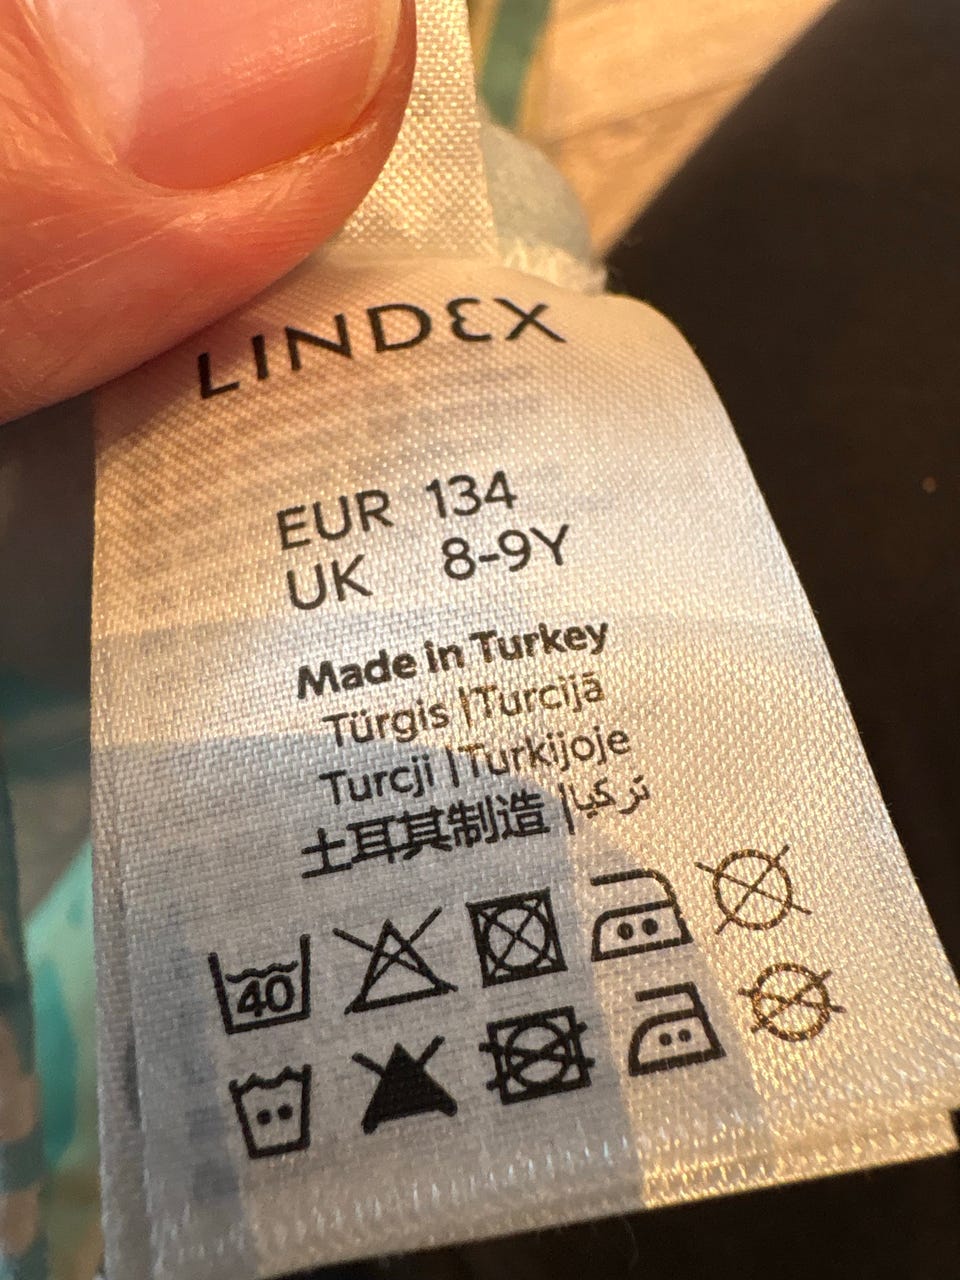 LINDEX
EUR 134
UK 8-9Y
Made in Turkey
Türgis | Turcijā
Turcji | Turkijoje
土耳其制造 | تركيا
40